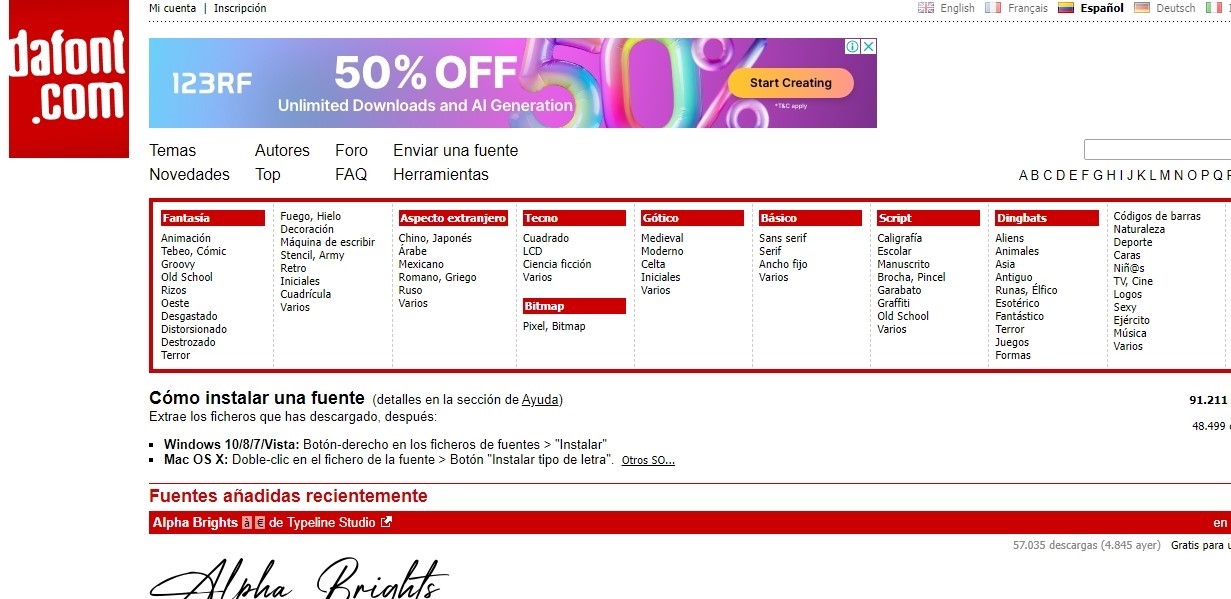 dafont
.com
Mi cuenta | Inscripción
English Français Español Deutsch
123RF
50% OFF
Unlimited Downloads and AI Generation
Start Creating
*T&C apply
Temas Autores Foro Enviar una fuente
Novedades Top FAQ Herramientas
A B C D E F G H I J K L M N O P Q
Fantasía
Animación
Tebeo, Cómic
Groovy
Old School
Rizos
Oeste
Desgastado
Distorsionado
Destrozado
Terror
Fuego, Hielo
Decoración
Máquina de escribir
Stencil, Army
Retro
Iniciales
Cuadrícula
Varios
Aspecto extranjero
Chino, Japonés
Árabe
Mexicano
Romano, Griego
Ruso
Varios
Tecno
Cuadrado
LCD
Ciencia ficción
Varios
Bitmap
Pixel, Bitmap
Gótico
Medieval
Moderno
Celta
Iniciales
Varios
Básico
Sans serif
Serif
Ancho fijo
Varios
Script
Caligrafía
Escolar
Manuscrito
Brocha, Pincel
Garabato
Graffiti
Old School
Varios
Dingbats
Aliens
Animales
Asia
Antiguo
Runas, Élfico
Esotérico
Fantástico
Terror
Juegos
Formas
Códigos de barras
Naturaleza
Deporte
Caras
Niñ@s
TV, Cine
Logos
Sexy
Ejército
Música
Varios
Cómo instalar una fuente (detalles en la sección de Ayuda)
91.211
Extrae los ficheros que has descargado, después:
48.499
▪ Windows 10/8/7/Vista: Botón-derecho en los ficheros de fuentes > "Instalar"
▪ Mac OS X: Doble-clic en el fichero de la fuente > Botón "Instalar tipo de letra". Otros SO...
Fuentes añadidas recientemente
Alpha Brights à € de Typeline Studio
en
57.035 descargas (4.845 ayer) Gratis para
Alpha Brights